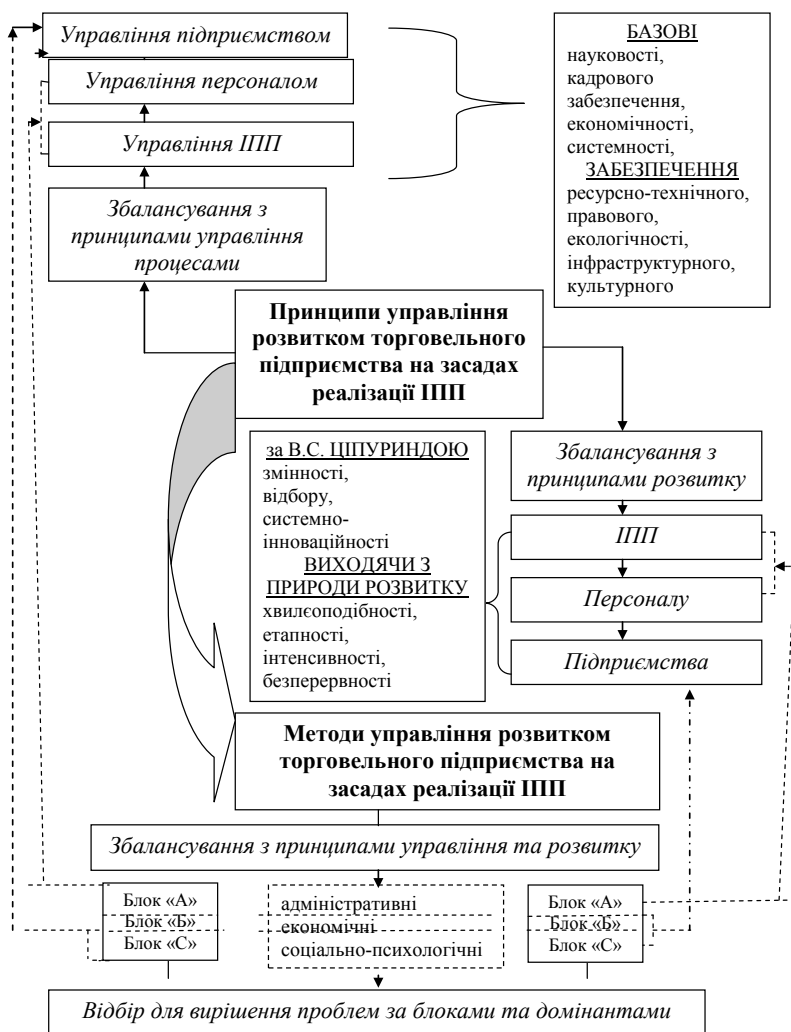 Управління підприємством
Управління персоналом
Управління ІПП
Збалансування з
принципами управління
процесами
БАЗОВІ
науковості,
кадрового
забезпечення,
економічності,
системності,
ЗАБЕЗПЕЧЕННЯ
ресурсно-технічного,
правового,
екологічності,
інфраструктурного,
культурного
Принципи управління
розвитком торговельного
підприємства на засадах
реалізації ІПП
за В.С. ЦІПУРИНДОЮ
змінності,
відбору,
системно-
інноваційності
ВИХОДЯЧИ З
ПРИРОДИ РОЗВИТКУ
хвилєоподібності,
етапності,
інтенсивності,
безперервності
Збалансування з
принципами розвитку
ІПП
Персоналу
Підприємства
Методи управління розвитком
торговельного підприємства на
засадах реалізації ІПП
Збалансування з принципами управління та розвитку
Блок «А»
Блок «Б»
Блок «С»
адміністративні
економічні
соціально-психологічні
Блок «А»
Блок «Б»
Блок «С»
Відбір для вирішення проблем за блоками та домінантами